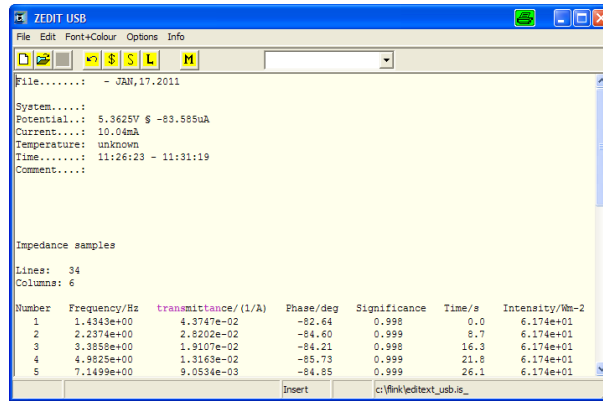 ZEDIT USB
File Edit Font+Colour Options Info
$ S L M
File.......: - JAN,17.2011
System.....:
Potential..: 5.3625V § -83.585uA
Current....: 10.04mA
Temperature: unknown
Time.......: 11:26:23 - 11:31:19
Comment....:
Impedance samples
Lines: 34
Columns: 6
Number Frequency/Hz transmittance/(1/A) Phase/deg Significance Time/s Intensity/Wm-2
1 1.4343e+00 4.3747e-02 -82.64 0.998 0.0 6.174e+01
2 2.2374e+00 2.8202e-02 -84.60 0.999 8.7 6.174e+01
3 3.3858e+00 1.9107e-02 -84.21 0.998 16.3 6.174e+01
4 4.9825e+00 1.3163e-02 -85.73 0.999 21.8 6.174e+01
5 7.1499e+00 9.0534e-03 -84.85 0.999 26.1 6.174e+01
Insert c:\flink\editext_usb.is_